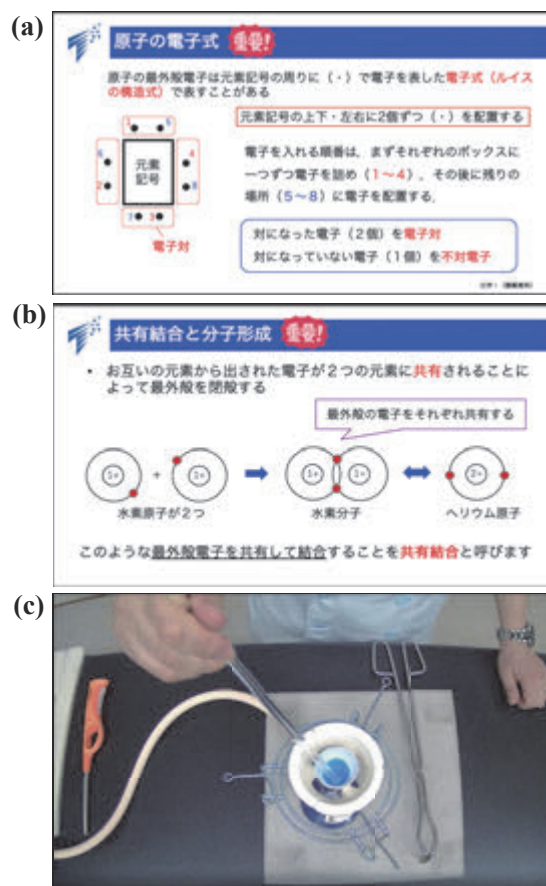 (a)
原子の電子式 重要!
原子の最外殻電子は元素記号の周りに（・）で電子を表した電子式（ルイス
の構造式）で表すことがある
元素記号の上下・左右に2個ずつ（・）を配置する
元素
記号
電子対
電子を入れる順番は，まずそれぞれのボックスに
一つずつ電子を詰め（1～4），その後に残りの
場所（5～8）に電子を配置する．
対になった電子（2個）を電子対
対になっていない電子（1個）を不対電子
(b)
共有結合と分子形成 重要!
• お互いの元素から出された電子が2つの元素に共有されることに
よって最外殻を閉殻する
最外殻の電子をそれぞれ共有する
1+ + 1+ 1+ 1+ 2+
水素原子が2つ 水素分子 ヘリウム原子
このような最外殻電子を共有して結合することを共有結合と呼びます
(c)